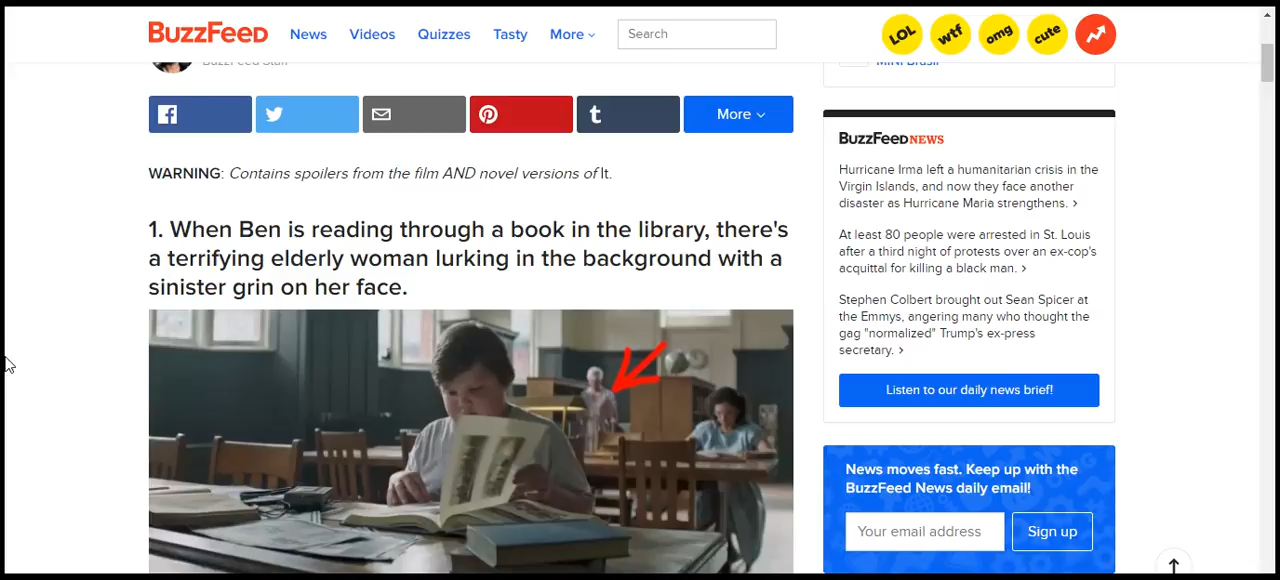 BuzzFeed
News
Videos
Quizzes
Tasty
More
Search
LOL
wtf
omg
cute
BuzzFeed Staff
MINI Brasil
More
WARNING: Contains spoilers from the film AND novel versions of It.
1. When Ben is reading through a book in the library, there's
a terrifying elderly woman lurking in the background with a
sinister grin on her face.
BuzzFeed NEWS
Hurricane Irma left a humanitarian crisis in the
Virgin Islands, and now they face another
disaster as Hurricane Maria strengthens. ›
At least 80 people were arrested in St. Louis
after a third night of protests over an ex-cop's
acquittal for killing a black man. ›
Stephen Colbert brought out Sean Spicer at
the Emmys, angering many who thought the
gag "normalized" Trump's ex-press
secretary. ›
Listen to our daily news brief!
News moves fast. Keep up with the
BuzzFeed News daily email!
Your email address
Sign up